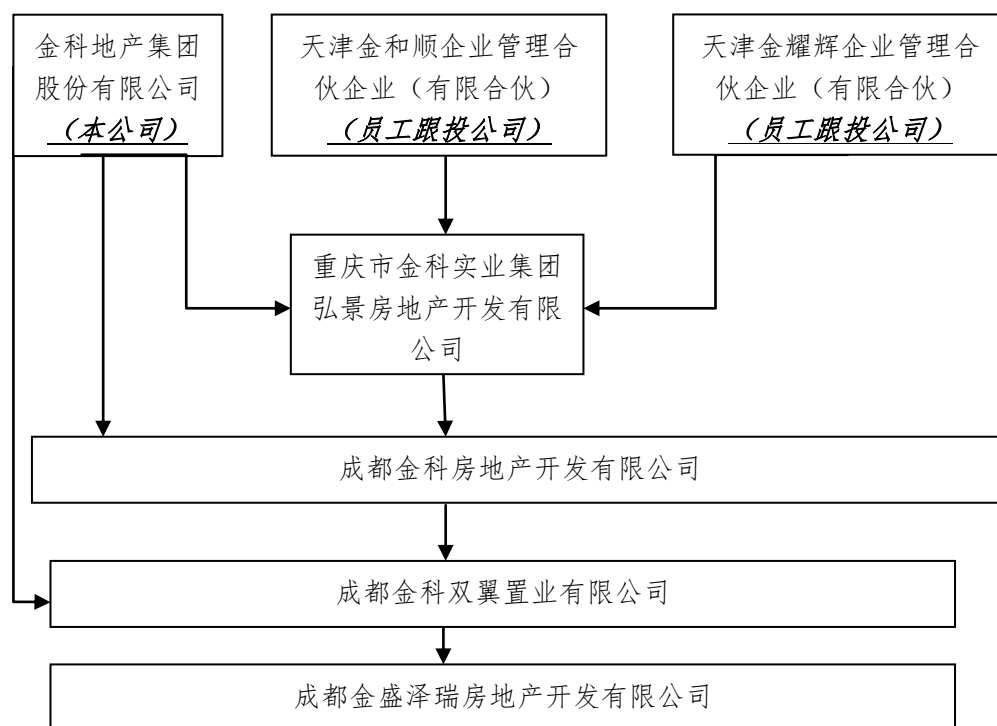 金科地产集团
股份有限公司
（本公司）
天津金和顺企业管理合
伙企业（有限合伙）
（员工跟投公司）
天津金耀辉企业管理合
伙企业（有限合伙）
（员工跟投公司）
重庆市金科实业集团
弘景房地产开发有限
公司
成都金科房地产开发有限公司
成都金科双翼置业有限公司
成都金盛泽瑞房地产开发有限公司